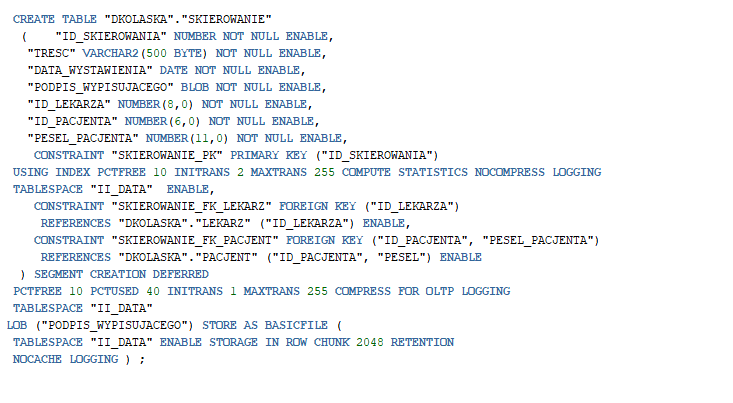 CREATE TABLE "DKOLASKA"."SKIEROWANIE"
( "ID_SKIEROWANIA" NUMBER NOT NULL ENABLE,
"TRESC" VARCHAR2(500 BYTE) NOT NULL ENABLE,
"DATA_WYSTAWIENIA" DATE NOT NULL ENABLE,
"PODPIS_WYPISUJACEGO" BLOB NOT NULL ENABLE,
"ID_LEKARZA" NUMBER(8,0) NOT NULL ENABLE,
"ID_PACJENTA" NUMBER(6,0) NOT NULL ENABLE,
"PESEL_PACJENTA" NUMBER(11,0) NOT NULL ENABLE,
CONSTRAINT "SKIEROWANIE_PK" PRIMARY KEY ("ID_SKIEROWANIA")
USING INDEX PCTFREE 10 INITRANS 2 MAXTRANS 255 COMPUTE STATISTICS NOCOMPRESS LOGGING
TABLESPACE "II_DATA" ENABLE,
CONSTRAINT "SKIEROWANIE_FK_LEKARZ" FOREIGN KEY ("ID_LEKARZA")
REFERENCES "DKOLASKA"."LEKARZ" ("ID_LEKARZA") ENABLE,
CONSTRAINT "SKIEROWANIE_FK_PACJENT" FOREIGN KEY ("ID_PACJENTA", "PESEL_PACJENTA")
REFERENCES "DKOLASKA"."PACJENT" ("ID_PACJENTA", "PESEL") ENABLE
) SEGMENT CREATION DEFERRED
PCTFREE 10 PCTUSED 40 INITRANS 1 MAXTRANS 255 COMPRESS FOR OLTP LOGGING
TABLESPACE "II_DATA"
LOB ("PODPIS_WYPISUJACEGO") STORE AS BASICFILE (
TABLESPACE "II_DATA" ENABLE STORAGE IN ROW CHUNK 2048 RETENTION
NOCACHE LOGGING ) ;